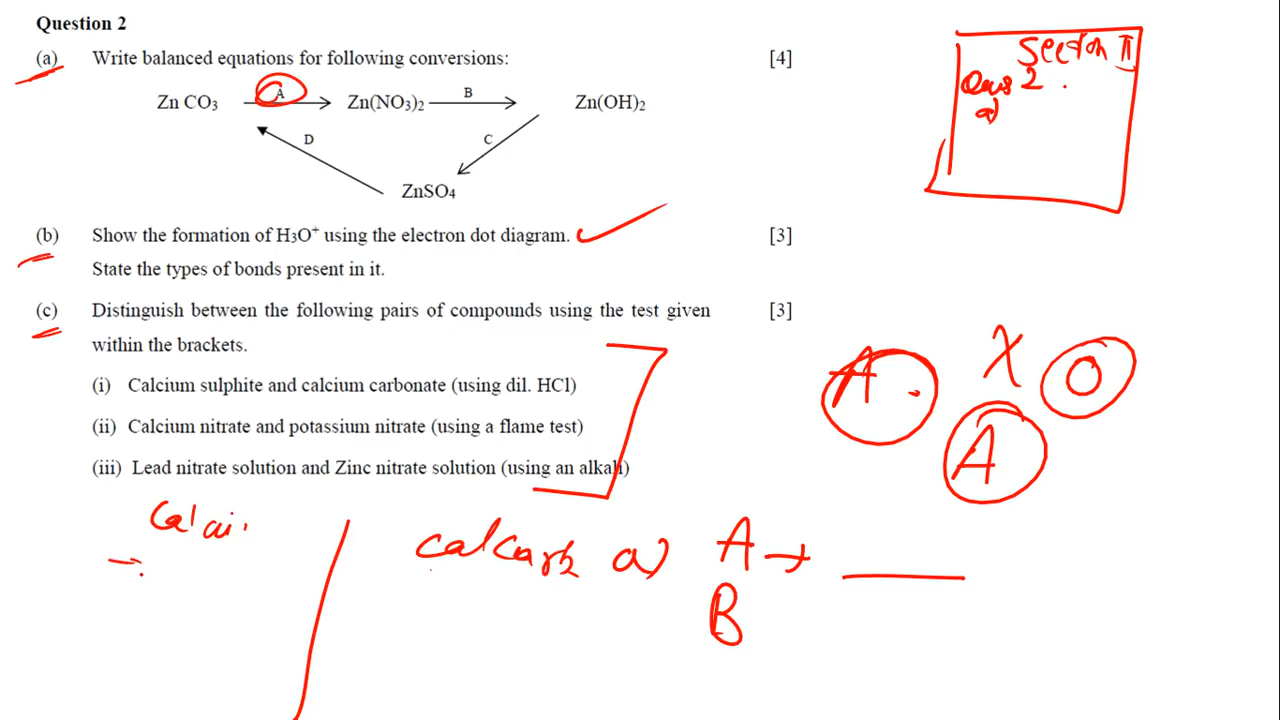 Question 2
(a) Write balanced equations for following conversions: [4]
Zn CO3 A Zn(NO3)2 B Zn(OH)2
D C
ZnSO4
(b) Show the formation of H3O+ using the electron dot diagram. [3]
State the types of bonds present in it.
(c) Distinguish between the following pairs of compounds using the test given [3]
within the brackets.
(i) Calcium sulphite and calcium carbonate (using dil. HCl)
(ii) Calcium nitrate and potassium nitrate (using a flame test)
(iii) Lead nitrate solution and Zinc nitrate solution (using an alkali)
Section II
Ques 2.
a)
A X O
A
a) A →
B